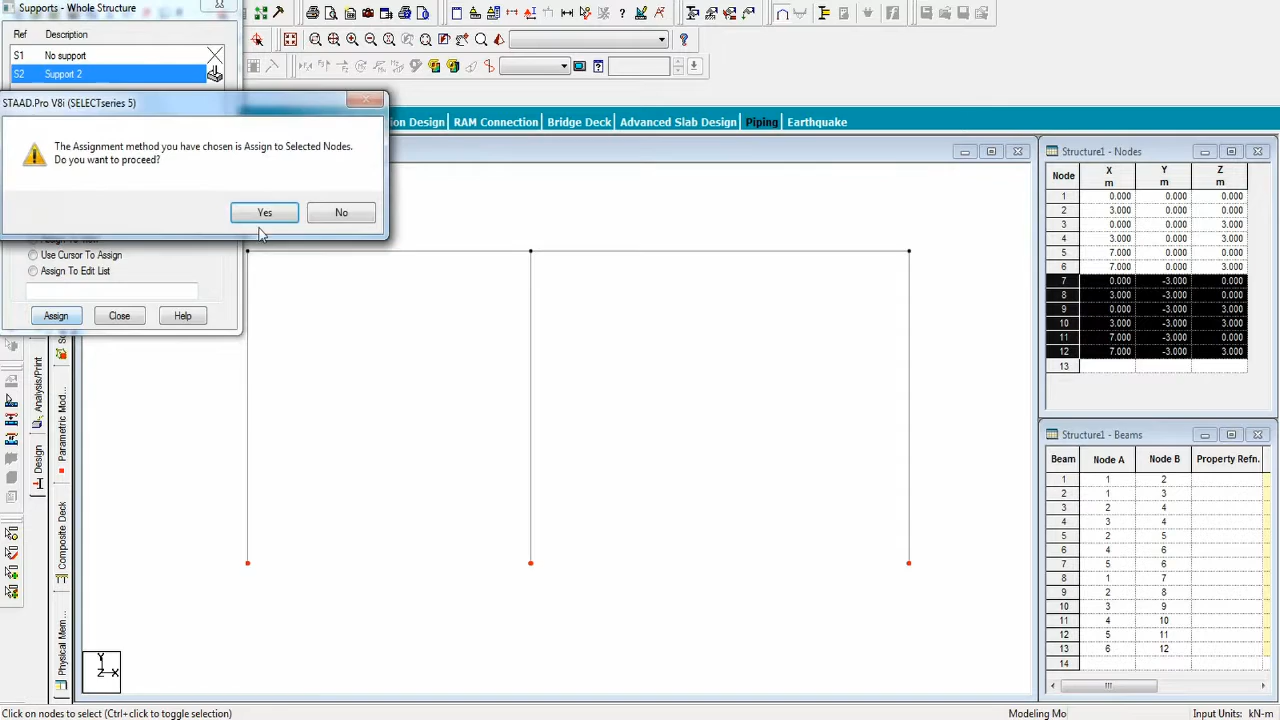 Supports - Whole Structure
Ref Description
S1 No support
S2 Support 2
STAAD.Pro V8i (SELECTseries 5)
The Assignment method you have chosen is Assign to Selected Nodes.
Do you want to proceed?
Yes No
Use Cursor To Assign
Assign To Edit List
Assign Close Help
Design RAM Connection Bridge Deck Advanced Slab Design Piping Earthquake
Structure1 - Nodes
Node X m Y m Z m
1 0.000 0.000 0.000
2 3.000 0.000 0.000
3 0.000 0.000 3.000
4 3.000 0.000 3.000
5 7.000 0.000 0.000
6 7.000 0.000 3.000
7 0.000 -3.000 0.000
8 3.000 -3.000 0.000
9 0.000 -3.000 3.000
10 3.000 -3.000 3.000
11 7.000 -3.000 0.000
12 7.000 -3.000 3.000
13
Structure1 - Beams
Beam Node A Node B Property Refn.
1 1 2
2 1 3
3 2 4
4 3 4
5 2 5
6 4 6
7 5 6
8 1 7
9 2 8
10 3 9
11 4 10
12 5 11
13 6 12
14
Analysis/Print
Design
Parametric Mod...
Composite Deck
Physical Mem...
Y
Z X
Click on nodes to select (Ctrl+click to toggle selection)
Modeling Mo
Input Units: kN-m